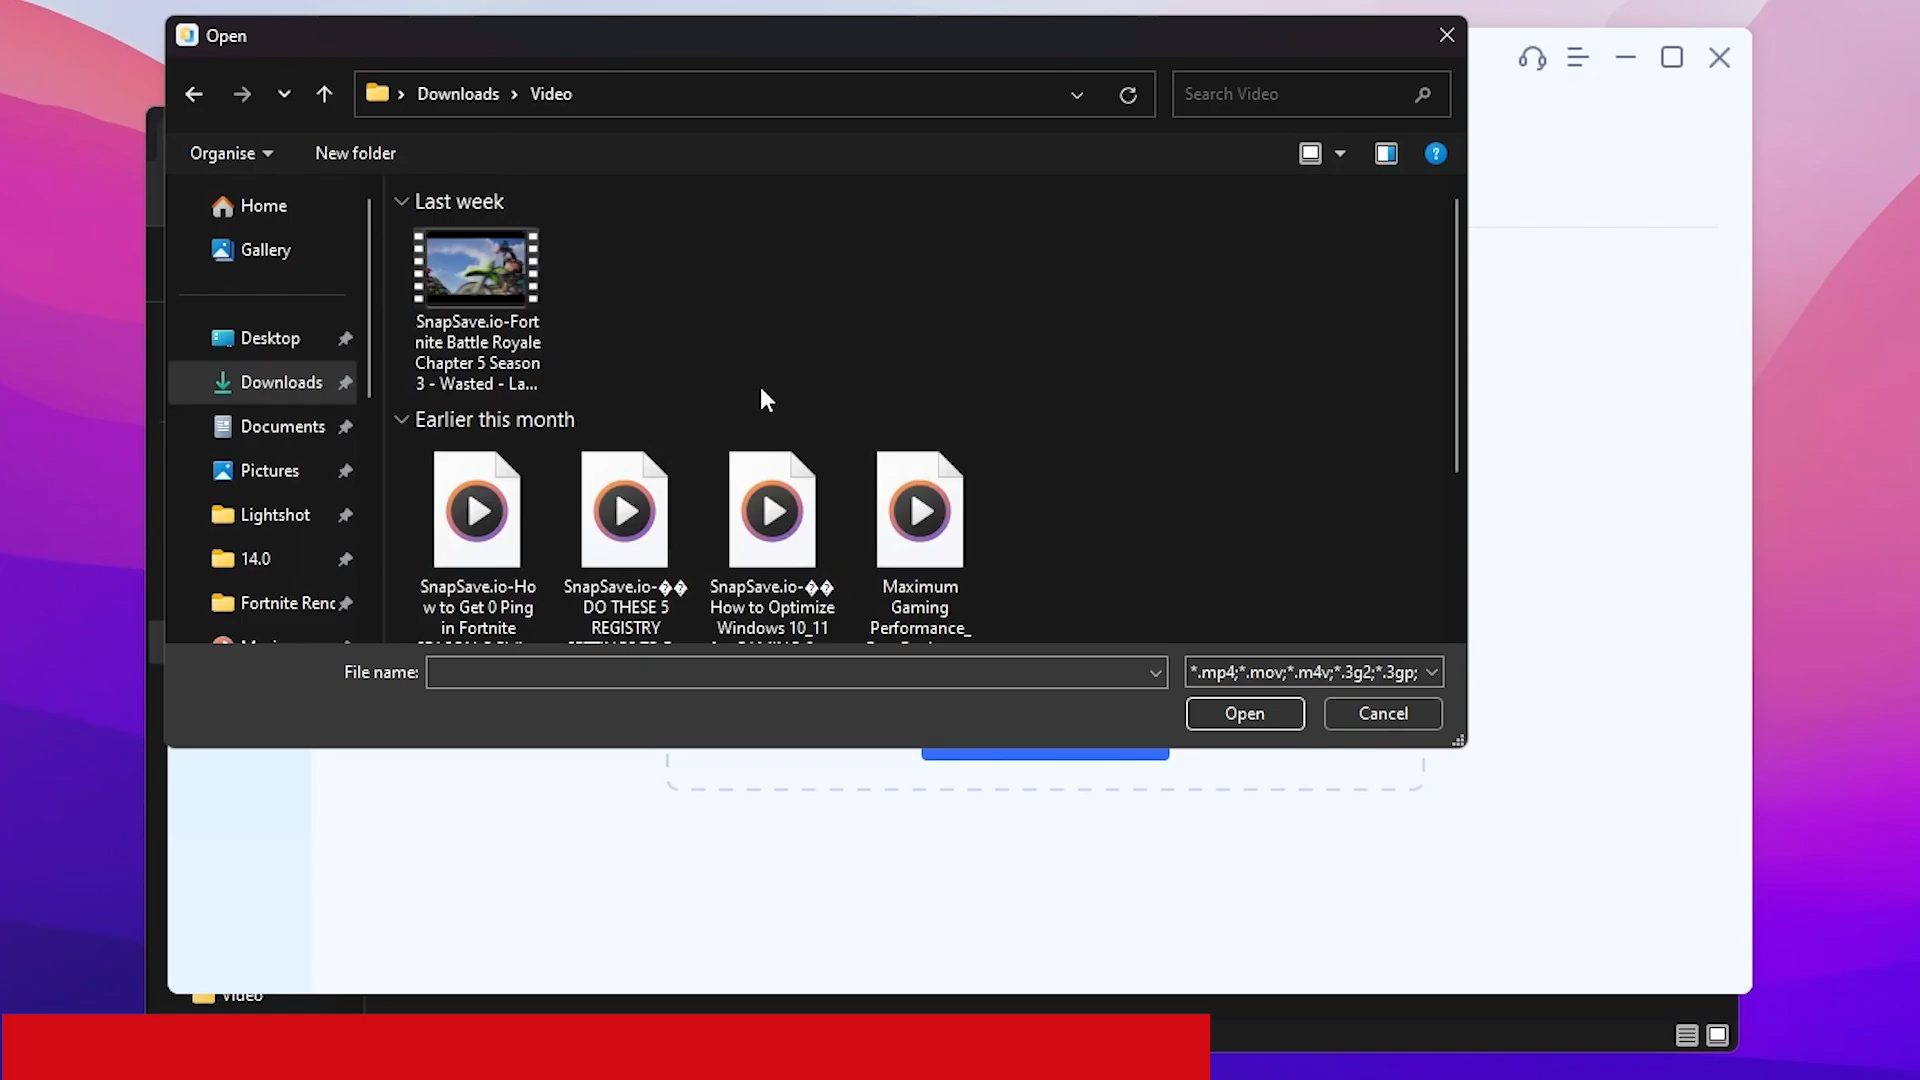 Open
Downloads > Video
Search Video
Organise
New folder
Home
Gallery
Desktop
Downloads
Documents
Pictures
Lightshot
14.0
Fortnite Renc
Last week
SnapSave.io-Fort
nite Battle Royale
Chapter 5 Season
3 - Wasted - La...
Earlier this month
SnapSave.io-Ho
w to Get 0 Ping
in Fortnite
SnapSave.io-��
DO THESE 5
REGISTRY
SnapSave.io-��
How to Optimize
Windows 10_11
Maximum
Gaming
Performance_
File name:
*.mp4;*.mov;*.m4v;*.3g2;*.3gp;
Open
Cancel
Video